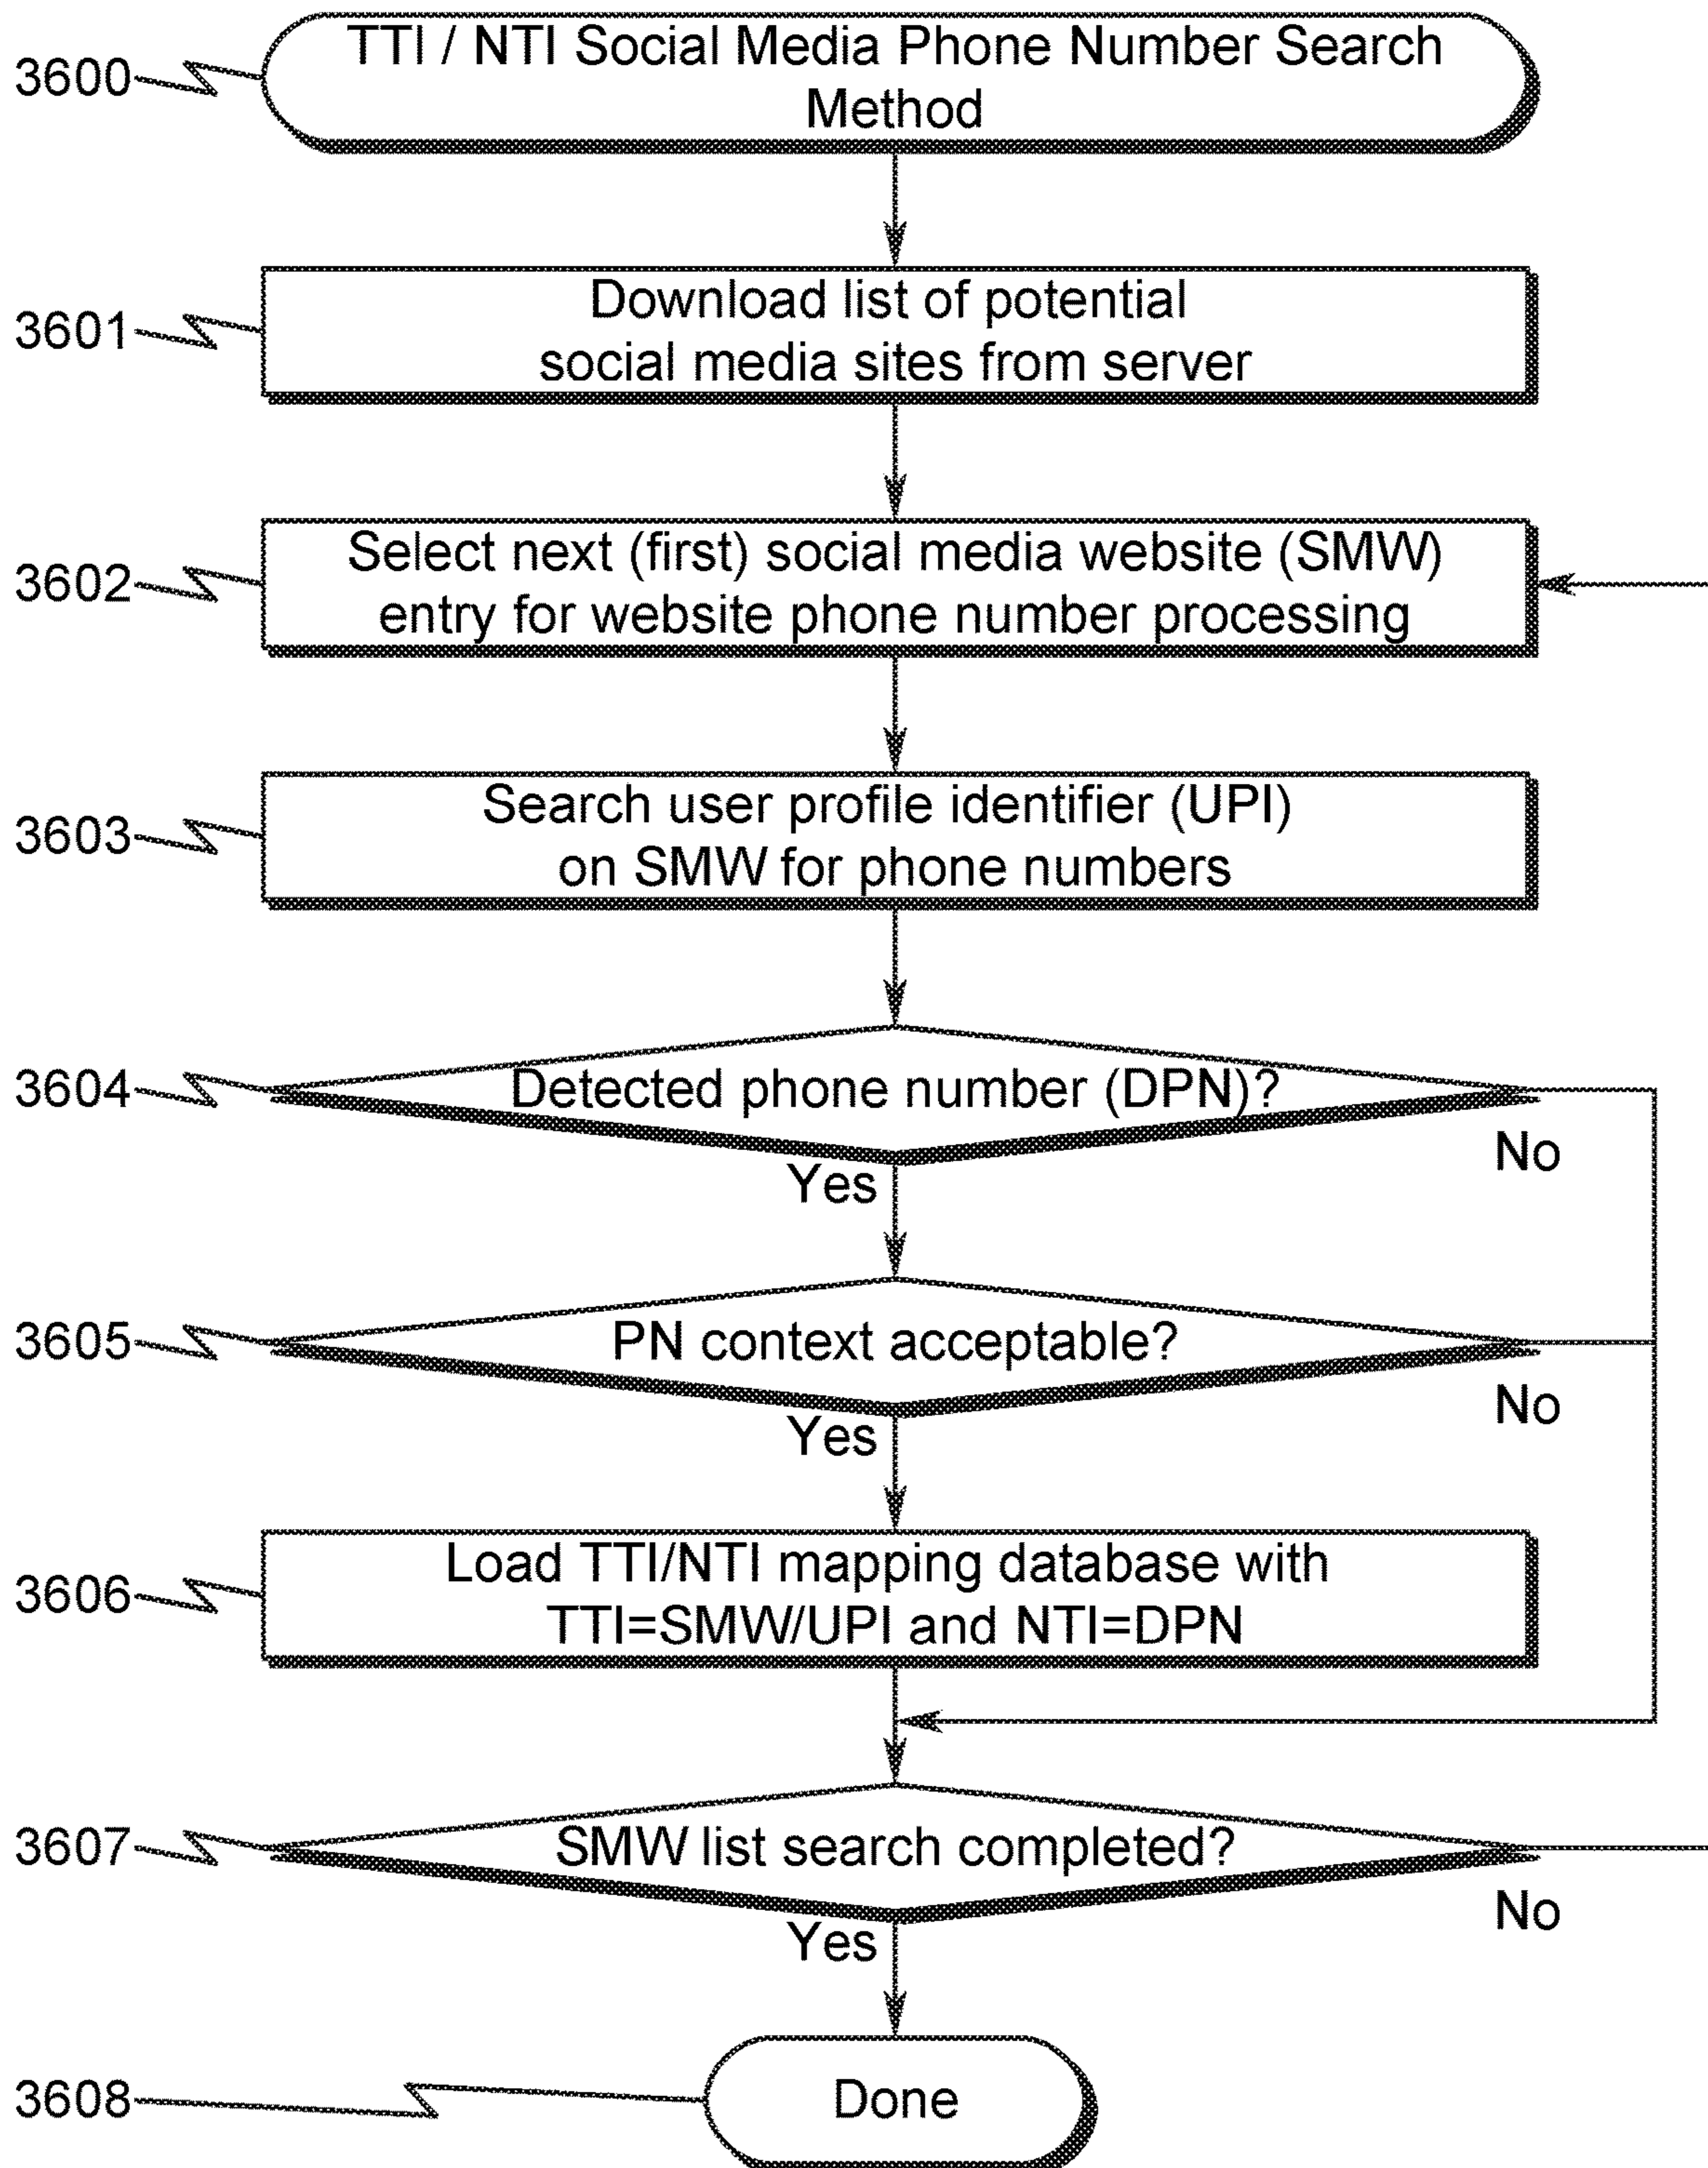 3600
TTI / NTI Social Media Phone Number Search
Method
3601
Download list of potential
social media sites from server
3602
Select next (first) social media website (SMW)
entry for website phone number processing
3603
Search user profile identifier (UPI)
on SMW for phone numbers
3604
Detected phone number (DPN)?
No
Yes
3605
PN context acceptable?
No
Yes
3606
Load TTI/NTI mapping database with
TTI=SMW/UPI and NTI=DPN
3607
SMW list search completed?
No
Yes
3608
Done